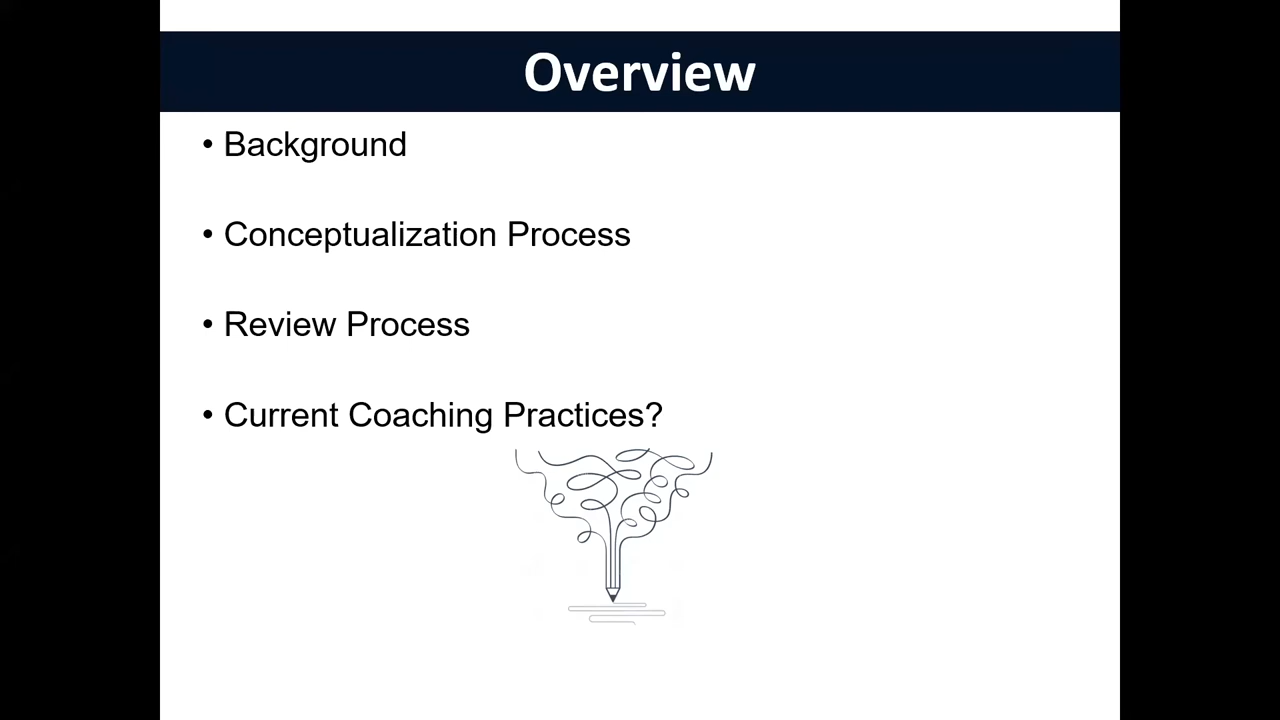 Overview
• Background
• Conceptualization Process
• Review Process
• Current Coaching Practices?